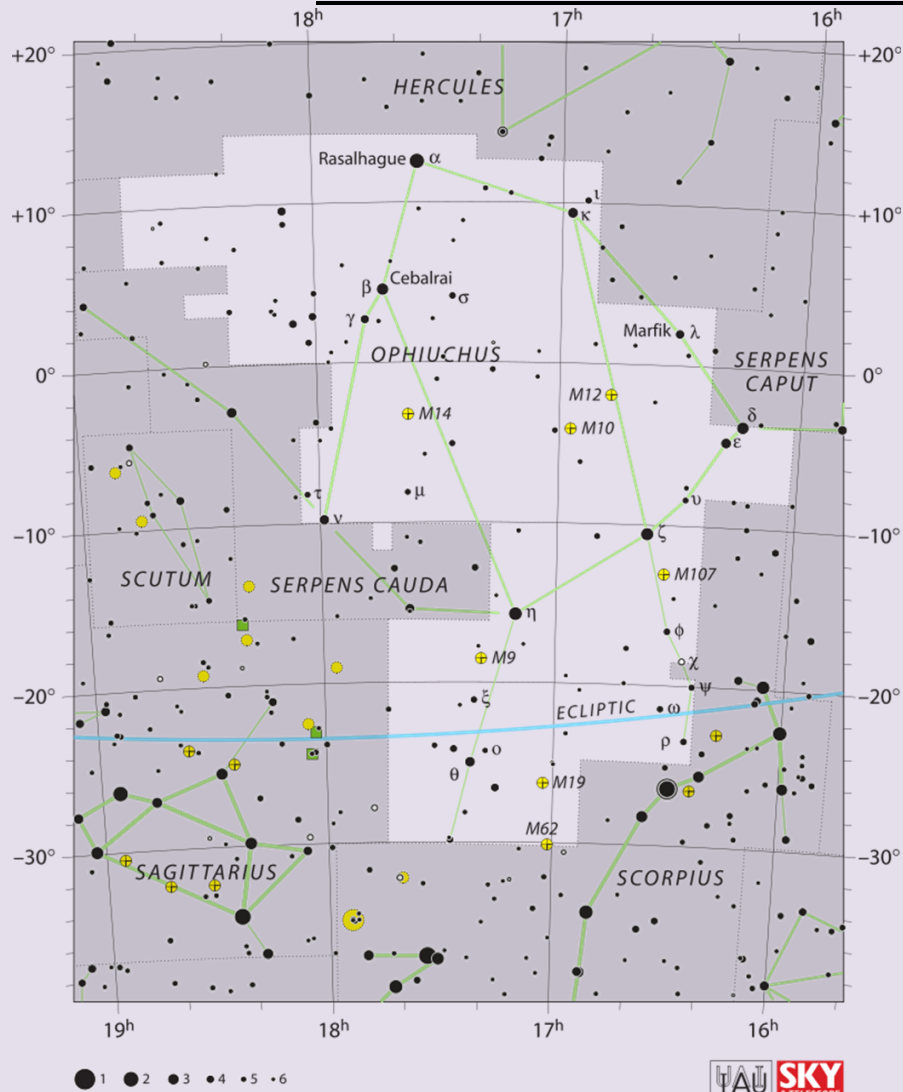 18h 17h 16h
+20° +20°
HERCULES
Rasalhague α
ι
+10° κ +10°
β Cebalrai
σ
γ Marfik λ
OPHIUCHUS SERPENS
0° CAPUT 0°
M12
M14 M10 δ
ε
τ μ υ
ν
−10° ζ −10°
SCUTUM SERPENS CAUDA M107
η
φ
M9 χ
−20° ξ ψ −20°
ECLIPTIC ω
ο ρ
θ M19
M62
−30° SAGITTARIUS SCORPIUS −30°
19h 18h 17h 16h
1 2 3 4 5 6
IAU SKY